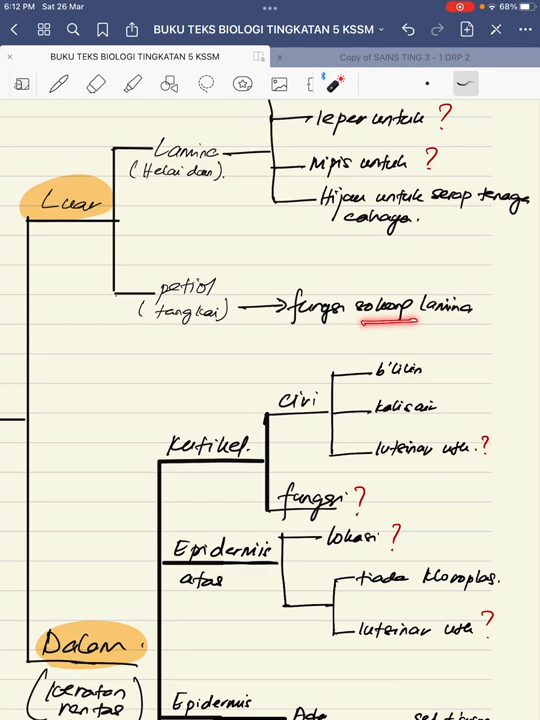 6:12 PM Sat 26 Mar
68%
BUKU TEKS BIOLOGI TINGKATAN 5 KSSM
BUKU TEKS BIOLOGI TINGKATAN 5 KSSM
Copy of SAINS TING 3 - 1 DRP 2
leper untuk ?
Lamina
(Helai daun).
Nipis untuk ?
Luar
Hijau untuk serap tenaga
cahaya.
petiol
(tangkai)
fungsi sokong lamina
b'lilin
Ciri
kalis air
Kutikel.
lutsinar utk. ?
fungsi ?
Epidermis
atas
lokasi ?
tiada kloroplas.
lutsinar utk ?
Dalam.
(keratan
rentas
Epidermis
Ada